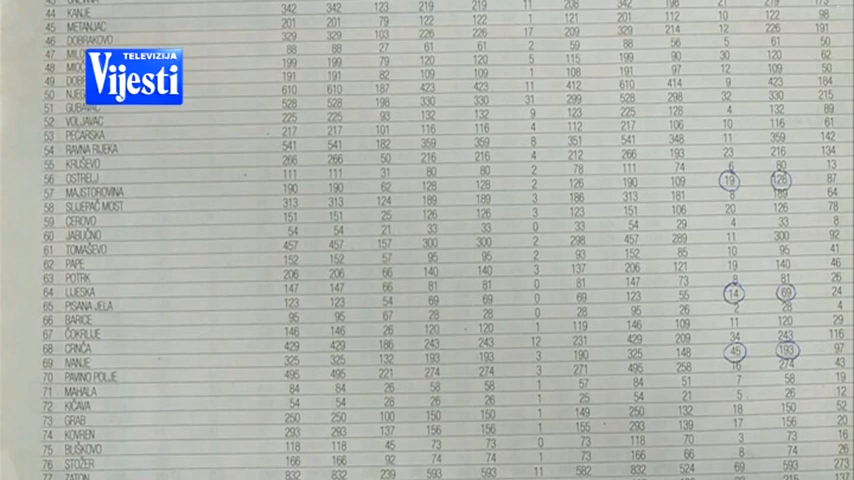 TELEVIZIJA
Vijesti
44 KANJE 342 342 123 219 219 11 208 342 198 21 219
45 METANJAC 201 201 79 122 122 1 121 201 112 10 122 98
46 DOBRAKOVO 329 329 103 226 226 17 209 329 214 12 226 191
47 88 88 27 61 61 2 59 88 56 5 61 50
48 199 199 79 120 120 5 115 199 90 30 120 62
49 191 191 82 109 109 1 108 191 97 12 109 50
50 610 610 187 423 423 11 412 610 414 9 423 184
51 GUBAVAČ 528 528 198 330 330 31 299 528 298 32 330 215
52 VOLJAVAC 225 225 93 132 132 9 123 225 128 4 132 89
53 PEĆARSKA 217 217 101 116 116 4 112 217 106 10 116 61
54 RAVNA RIJEKA 541 541 182 359 359 8 351 541 348 11 359 142
55 KRUŠEVO 266 266 50 216 216 4 212 266 193 23 216 134
56 OSTRELJ 111 111 31 80 80 2 78 111 74 6 80 13
57 MAJSTOROVINA 190 190 62 128 128 2 126 190 109 19 128 87
58 SLIJEPAČ MOST 313 313 124 189 189 3 186 313 181 8 189 64
59 CEROVO 151 151 25 126 126 3 123 151 106 20 126 78
60 JABUČNO 54 54 21 33 33 0 33 54 29 4 33 8
61 TOMAŠEVO 457 457 157 300 300 2 298 457 289 11 300 92
62 PAPE 152 152 57 95 95 2 93 152 85 10 95 41
63 POTRK 206 206 66 140 140 3 137 206 121 19 140 46
64 LIJESKA 147 147 66 81 81 0 81 147 73 8 81 26
65 PISANA JELA 123 123 54 69 69 0 69 123 55 14 69 24
66 BARICE 95 95 67 28 28 0 28 95 26 2 28 4
67 ČOKRLIJE 146 146 26 120 120 1 119 146 109 11 120 29
68 CRNČA 429 429 186 243 243 12 231 429 209 34 243 116
69 IVANJE 325 325 132 193 193 3 190 325 148 45 193 97
70 PAVINO POLJE 495 495 221 274 274 3 271 495 258 16 274 43
71 MAHALA 84 84 26 58 58 1 57 84 51 7 58 19
72 KIČAVA 54 54 28 26 26 1 25 54 21 5 26 12
73 GRAB 250 250 100 150 150 1 149 250 132 18 150 52
74 KOVREN 293 293 137 156 156 1 155 293 139 17 156 20
75 BLIŠKOVO 118 118 45 73 73 0 73 118 70 3 73 16
76 STOŽER 166 166 92 74 74 1 73 166 66 8 74 26
77 ZATON 832 832 239 593 593 11 582 832 524 69 593 273